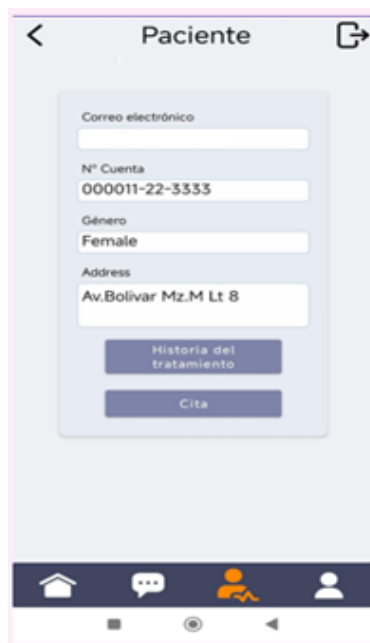 Paciente
Correo electrónico
N° Cuenta
000011-22-3333
Género
Female
Address
Av.Bolivar Mz.M Lt 8
Historia del
tratamiento
Cita